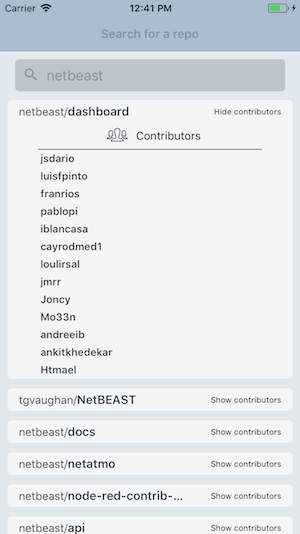 Carrier 12:41 PM
Search for a repo
netbeast
netbeast/dashboard Hide contributors
Contributors
jsdario
luisfpinto
franrios
pablopi
iblancasa
cayrodmed1
loulirsal
jmrr
Joncy
Mo33n
andreeib
ankitkhedekar
Htmael
tgvaughan/NetBEAST Show contributors
netbeast/docs Show contributors
netbeast/netatmo Show contributors
netbeast/node-red-contrib-... Show contributors
netbeast/api Show contributors